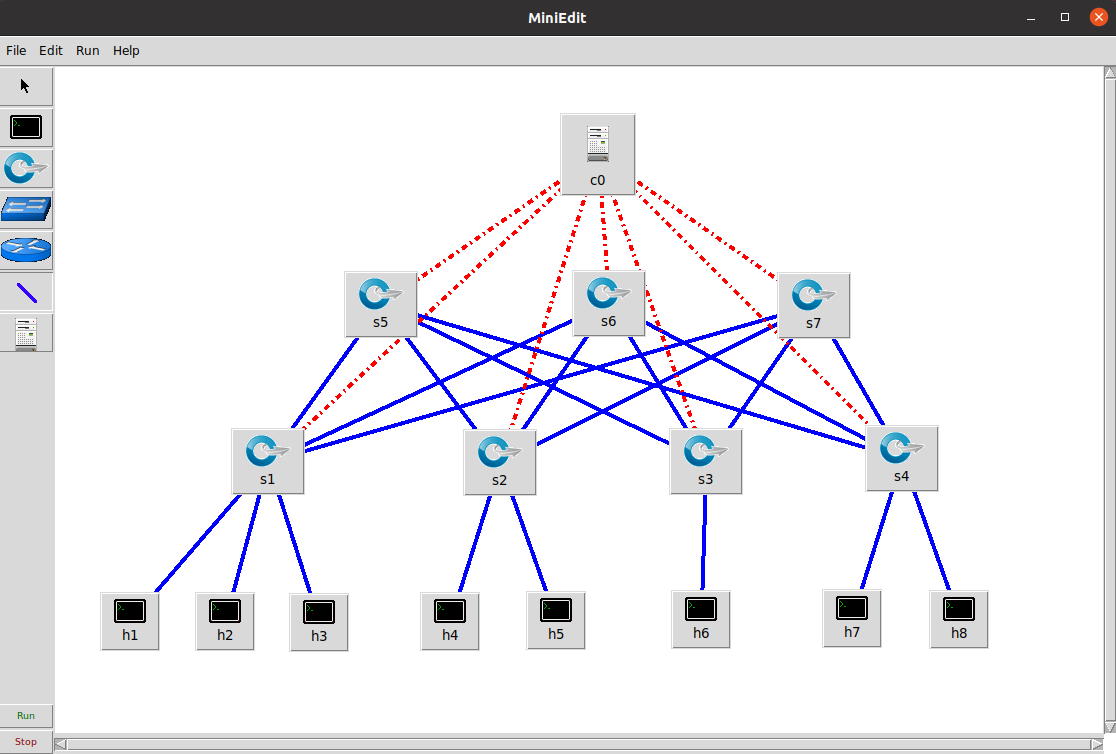 MiniEdit
File Edit Run Help
c0
s5 s6 s7
s1 s2 s3 s4
h1 h2 h3 h4 h5 h6 h7 h8
Run
Stop